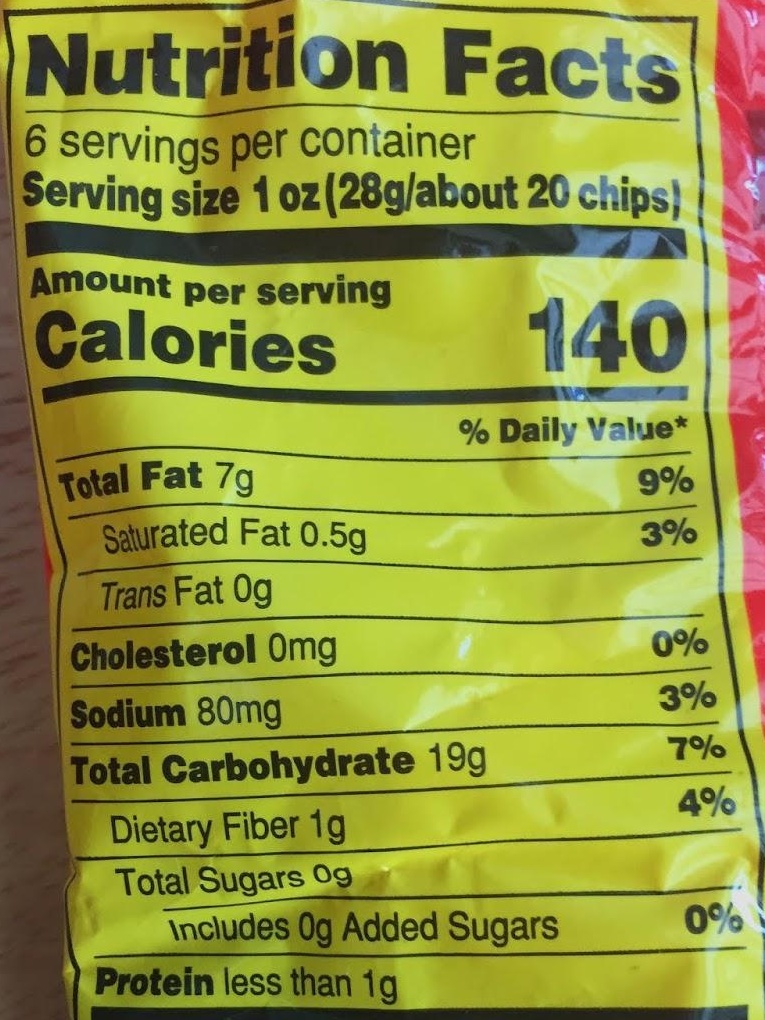 Nutrition Facts
6 servings per container
Serving size 1 oz (28g/about 20 chips)
Amount per serving
Calories 140
% Daily Value*
Total Fat 7g 9%
Saturated Fat 0.5g 3%
Trans Fat 0g
Cholesterol 0mg 0%
Sodium 80mg 3%
Total Carbohydrate 19g 7%
Dietary Fiber 1g 4%
Total Sugars 0g
Includes 0g Added Sugars 0%
Protein less than 1g